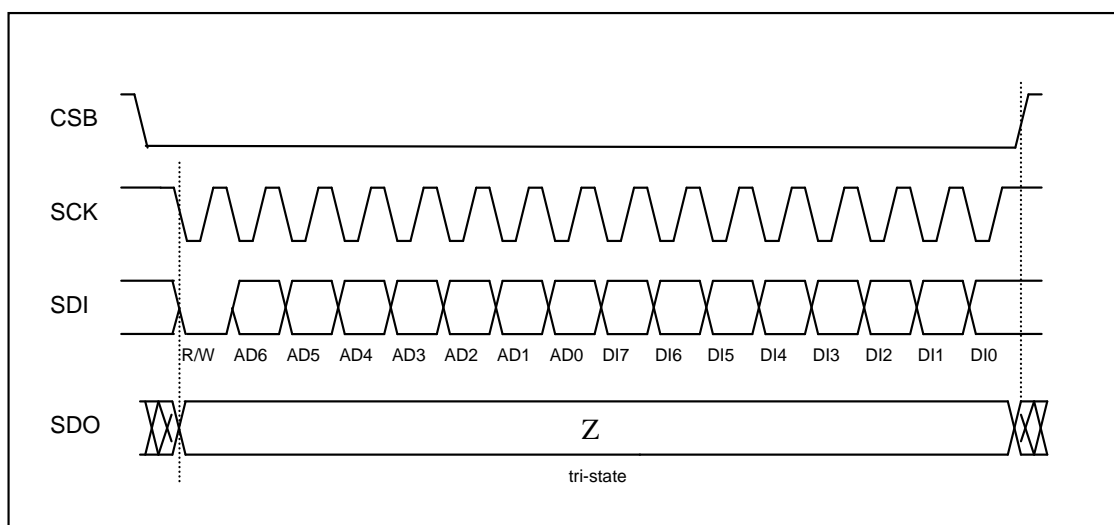 CSB
SCK
SDI
R/W AD6 AD5 AD4 AD3 AD2 AD1 AD0 DI7 DI6 DI5 DI4 DI3 DI2 DI1 DI0
SDO
Z
tri-state